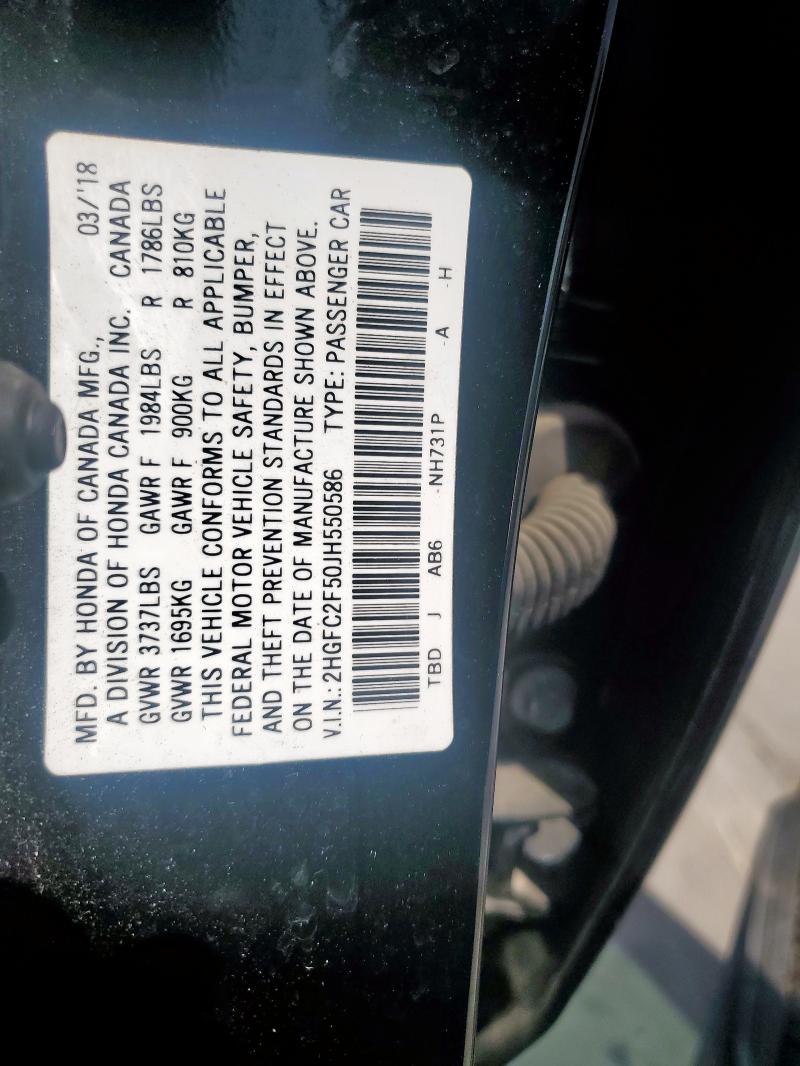 MFD. BY HONDA OF CANADA MFG., 03/'18
A DIVISION OF HONDA CANADA INC. CANADA
GVWR 3737LBS GAWR F 1984LBS R 1786LBS
GVWR 1695KG GAWR F 900KG R 810KG
THIS VEHICLE CONFORMS TO ALL APPLICABLE
FEDERAL MOTOR VEHICLE SAFETY, BUMPER,
AND THEFT PREVENTION STANDARDS IN EFFECT
ON THE DATE OF MANUFACTURE SHOWN ABOVE.
V.I.N.: 2HGFC2F50JH550586 TYPE: PASSENGER CAR
TBD J AB6 -NH731P -A -H